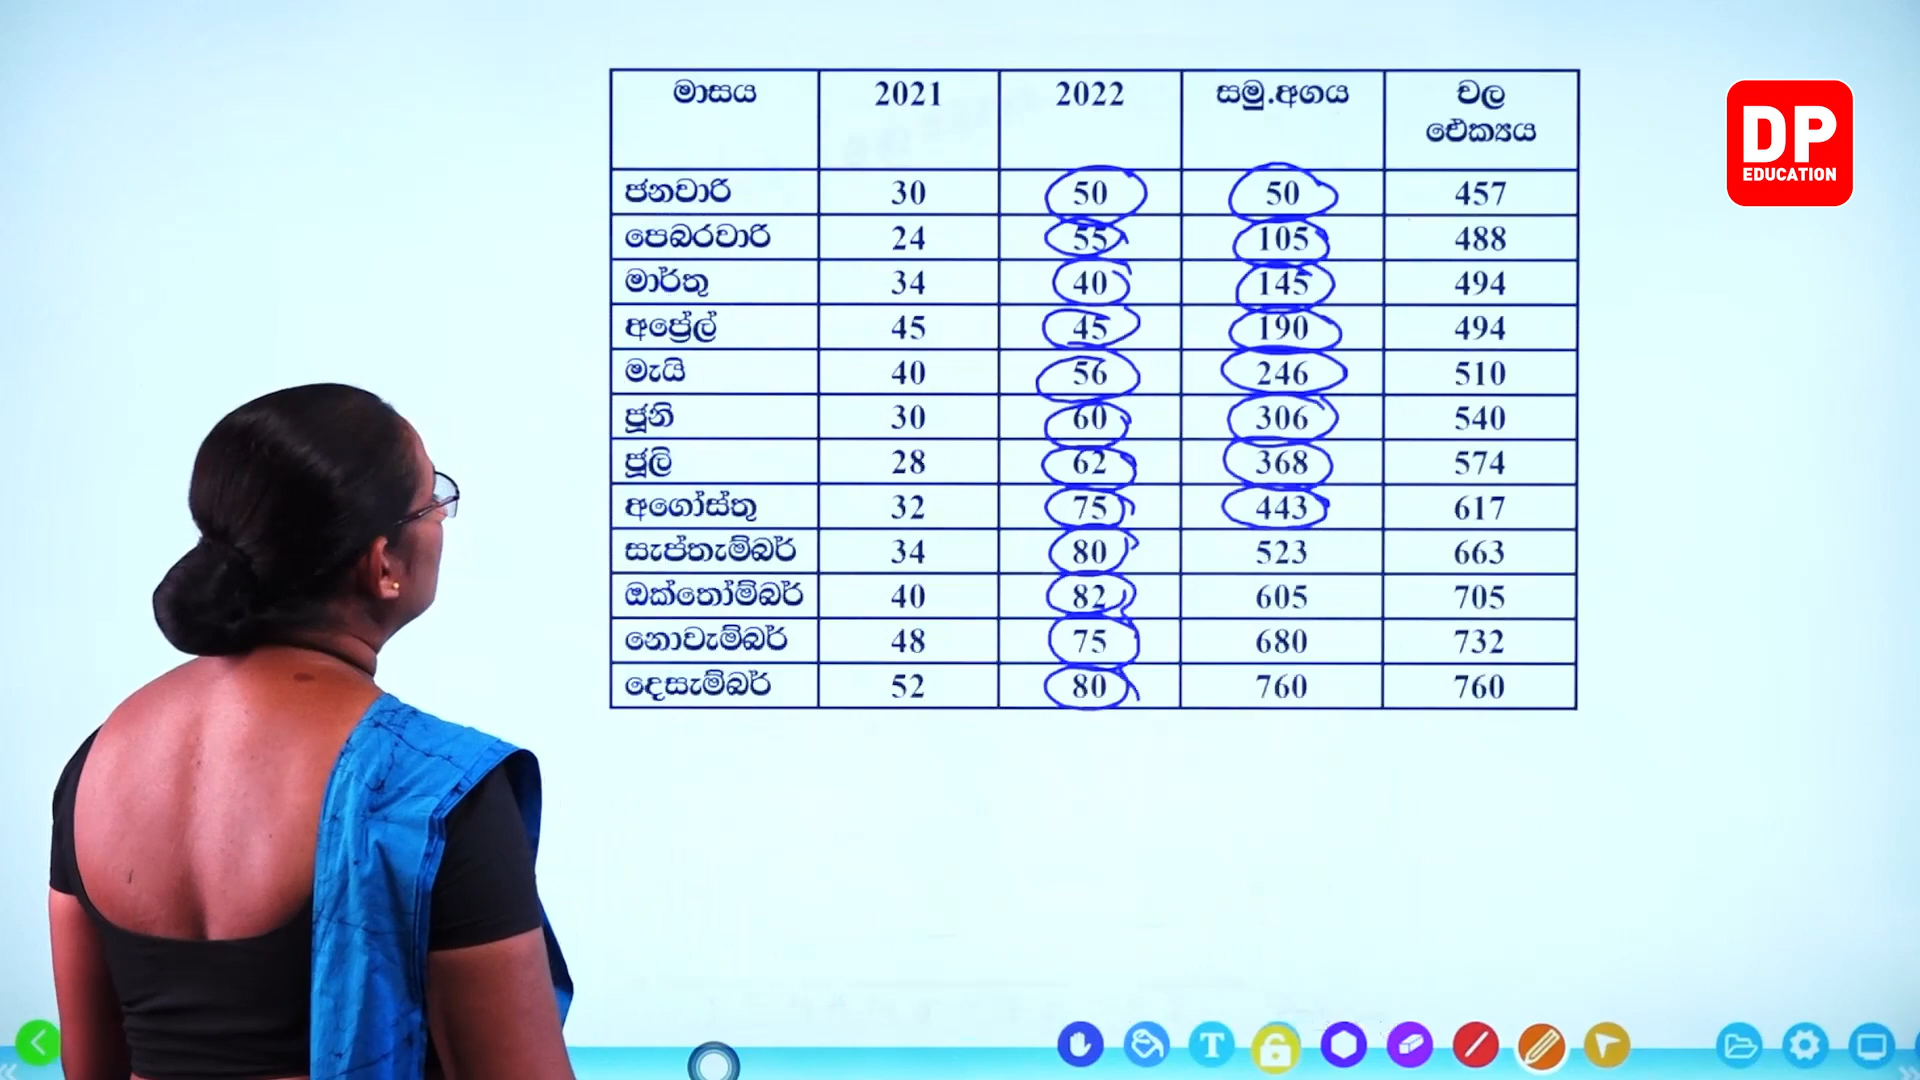 මාසය 2021 2022 සමු.අගය චල ඓක්‍යය
ජනවාරි 30 50 50 457
පෙබරවාරි 24 55 105 488
මාර්තු 34 40 145 494
අප්‍රේල් 45 45 190 494
මැයි 40 56 246 510
ජූනි 30 60 306 540
ජූලි 28 62 368 574
අගෝස්තු 32 75 443 617
සැප්තැම්බර් 34 80 523 663
ඔක්තෝම්බර් 40 82 605 705
නොවැම්බර් 48 75 680 732
දෙසැම්බර් 52 80 760 760
DP
EDUCATION
T